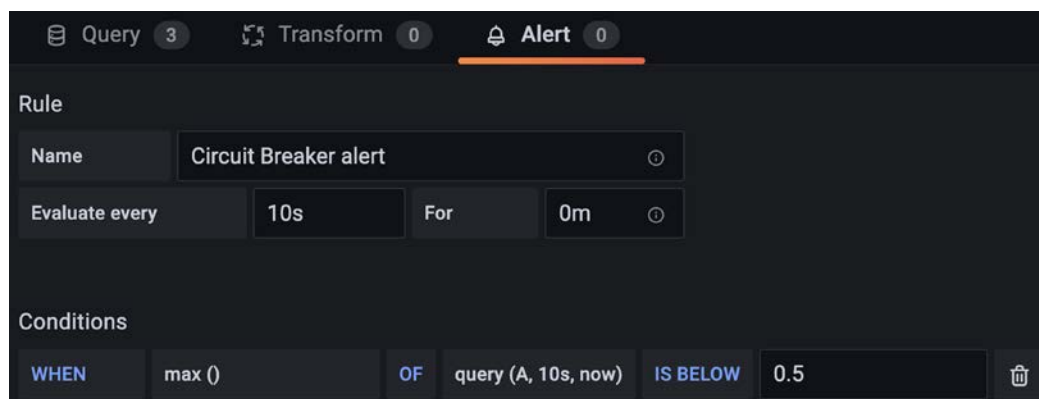 Query 3 Transform 0 Alert 0
Rule
Name Circuit Breaker alert
Evaluate every 10s For 0m
Conditions
WHEN max () OF query (A, 10s, now) IS BELOW 0.5